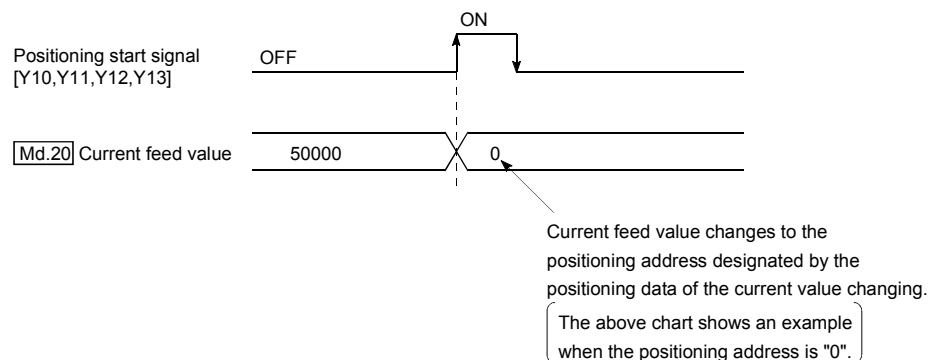 ON
Positioning start signal
[Y10,Y11,Y12,Y13]
OFF
Md.20 Current feed value
50000
0
Current feed value changes to the
positioning address designated by the
positioning data of the current value changing.
The above chart shows an example
when the positioning address is "0".